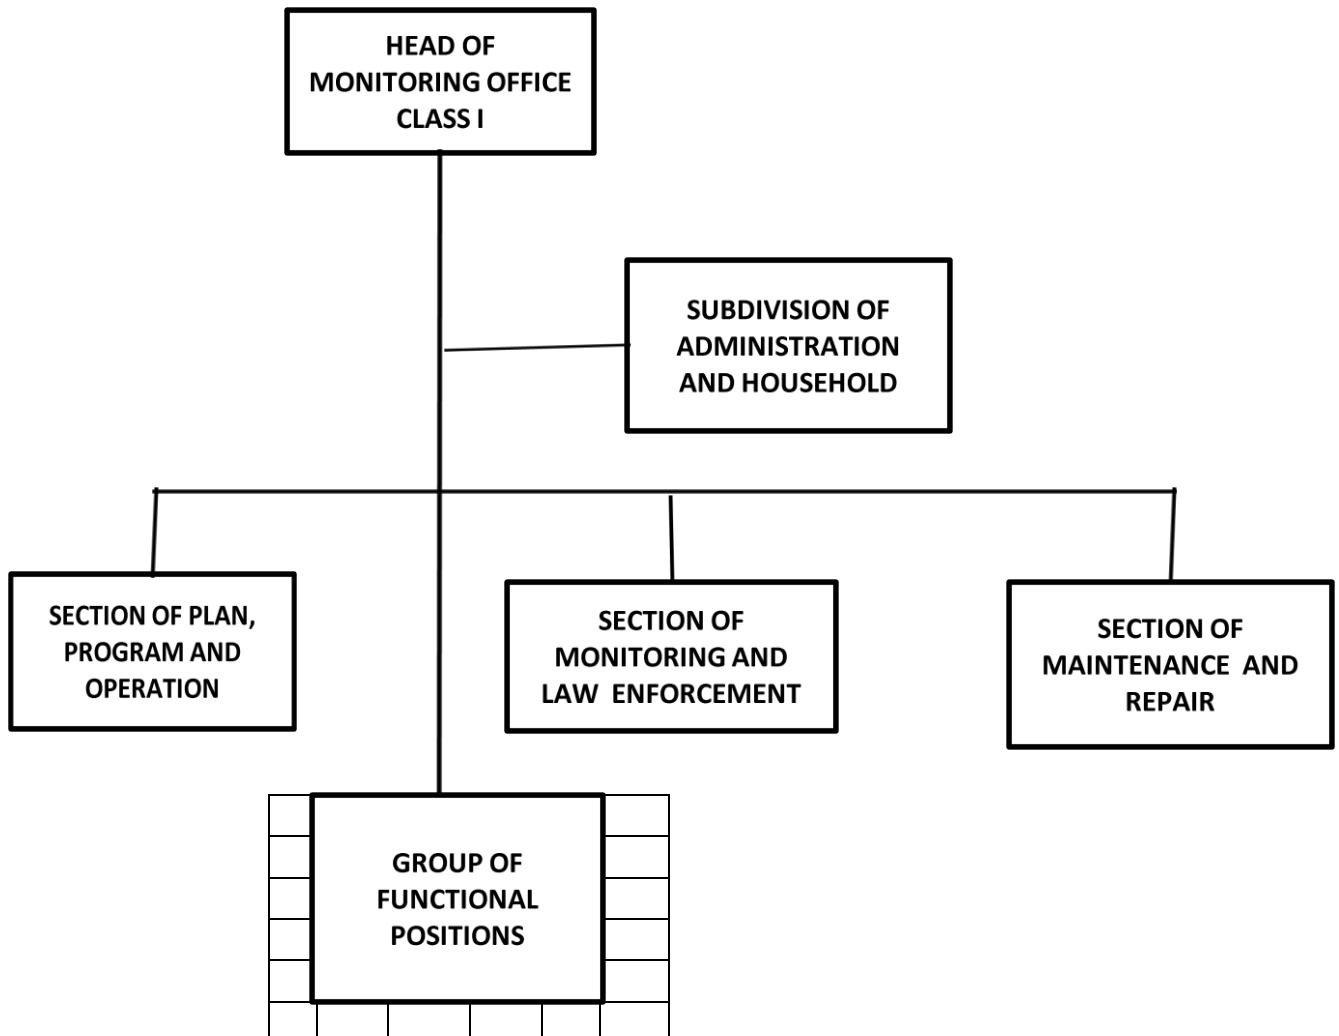 HEAD OF
MONITORING OFFICE
CLASS I
SUBDIVISION OF
ADMINISTRATION
AND HOUSEHOLD
SECTION OF PLAN,
PROGRAM AND
OPERATION
SECTION OF
MONITORING AND
LAW ENFORCEMENT
SECTION OF
MAINTENANCE AND
REPAIR
GROUP OF
FUNCTIONAL
POSITIONS